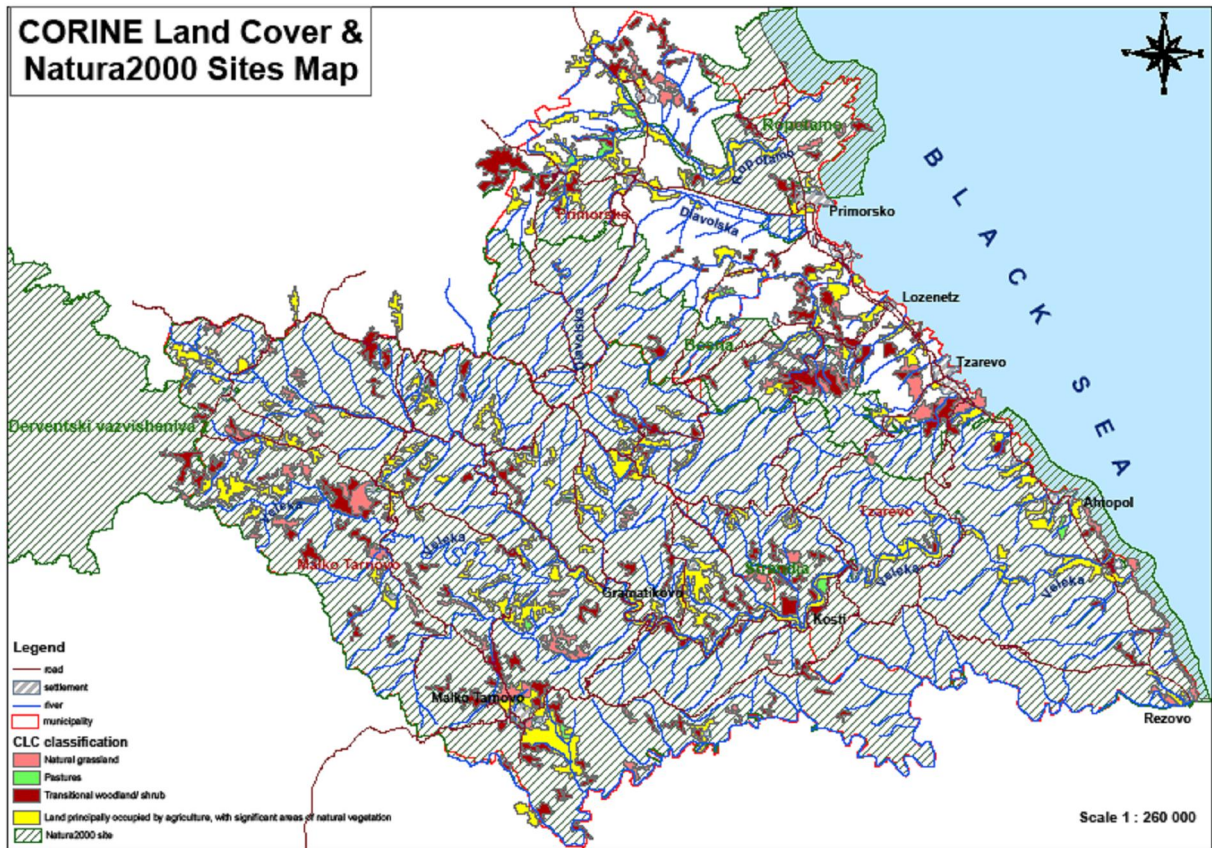 CORINE Land Cover &
Natura2000 Sites Map
BLACK SEA
Ropotamo
Ropotamo
Primorsko
Primorsko
Diavolska
Lozenetz
Diavolska
Tzarevo
Derventski vazvisheniya 2
Ahtopol
Veleka
Veleka
Tzarevo
Malko Tarnovo
Strandja
Veleka
Veleka
Gramatikovo
Kosti
Malko Tarnovo
Rezovo
Legend
road
settlement
river
municipality
CLC classification
Natural grassland
Pastures
Transitional woodland/ shrub
Land principally occupied by agriculture, with significant areas of natural vegetation
Natura2000 site
Scale 1 : 260 000